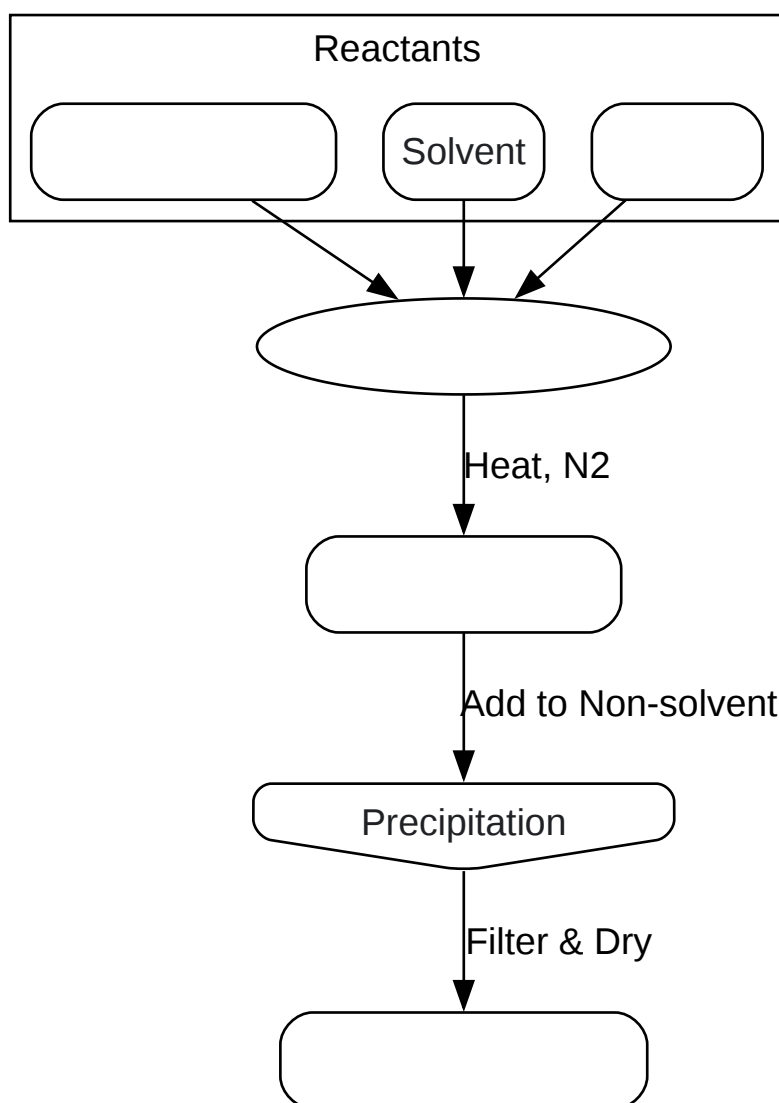 Reactants
Solvent
Heat, N2
Add to Non-solvent
Precipitation
Filter & Dry